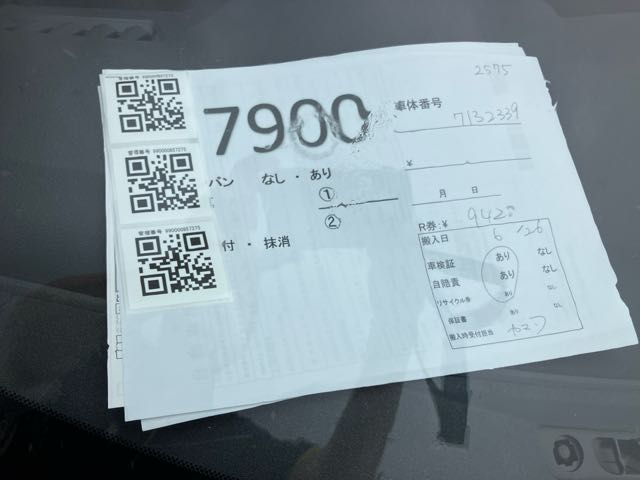 2575
管理番号 990000857275
管理番号 990000857275
管理番号 990000857275
7900
車体番号
7132339
¥
バン なし・あり
①
②
月 日
付・抹消
R券:¥
搬入日 6/26
車検証 あり なし
自賠責 あり なし
リサイクル券 あり なし
保証書 なし
搬入時受付担当